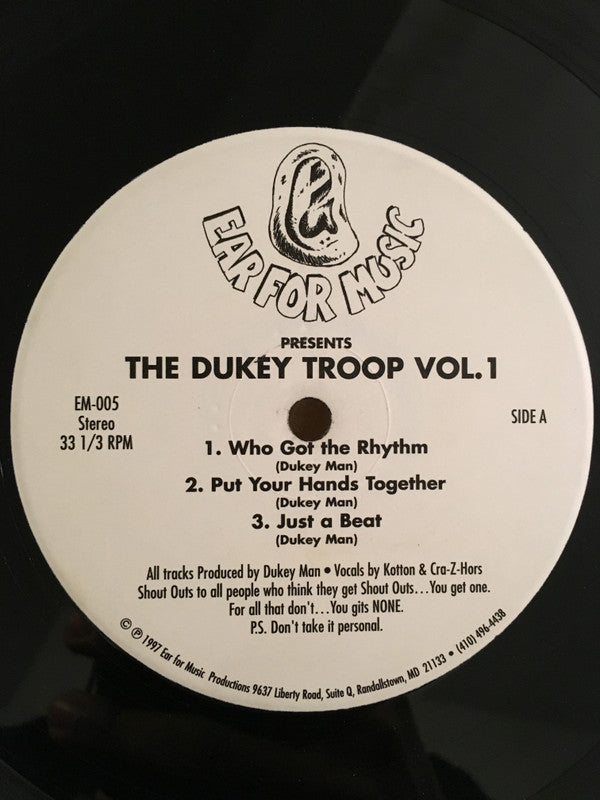 EAR FOR MUSIC
PRESENTS
THE DUKEY TROOP VOL.1
EM-005
Stereo
33 1/3 RPM
SIDE A
1. Who Got the Rhythm
(Dukey Man)
2. Put Your Hands Together
(Dukey Man)
3. Just a Beat
(Dukey Man)
All tracks Produced by Dukey Man • Vocals by Kotton & Cra-Z-Hors
Shout Outs to all people who think they get Shout Outs...You get one.
For all that don't...You gits NONE.
P.S. Don't take it personal.
© ℗ 1997 Ear for Music Productions 9637 Liberty Road, Suite Q, Randallstown, MD 21133 • (410) 496-4438